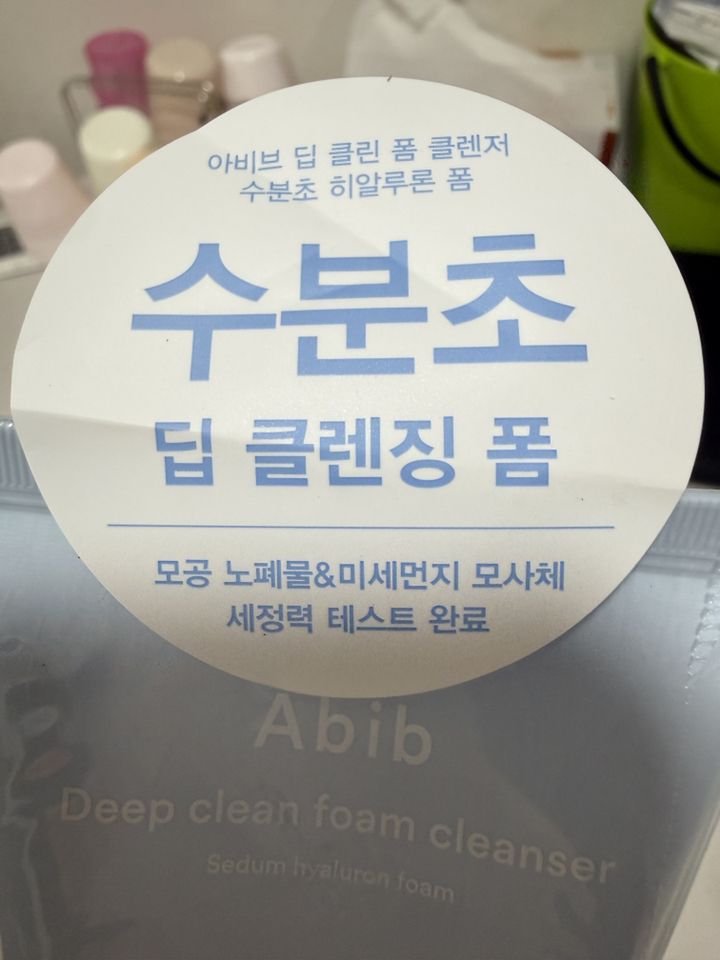 아비브 딥 클린 폼 클렌저
수분초 히알루론 폼
수분초
딥 클렌징 폼
모공 노폐물&미세먼지 모사체
세정력 테스트 완료
Abib
Deep clean foam cleanser
Sedum hyaluron foam